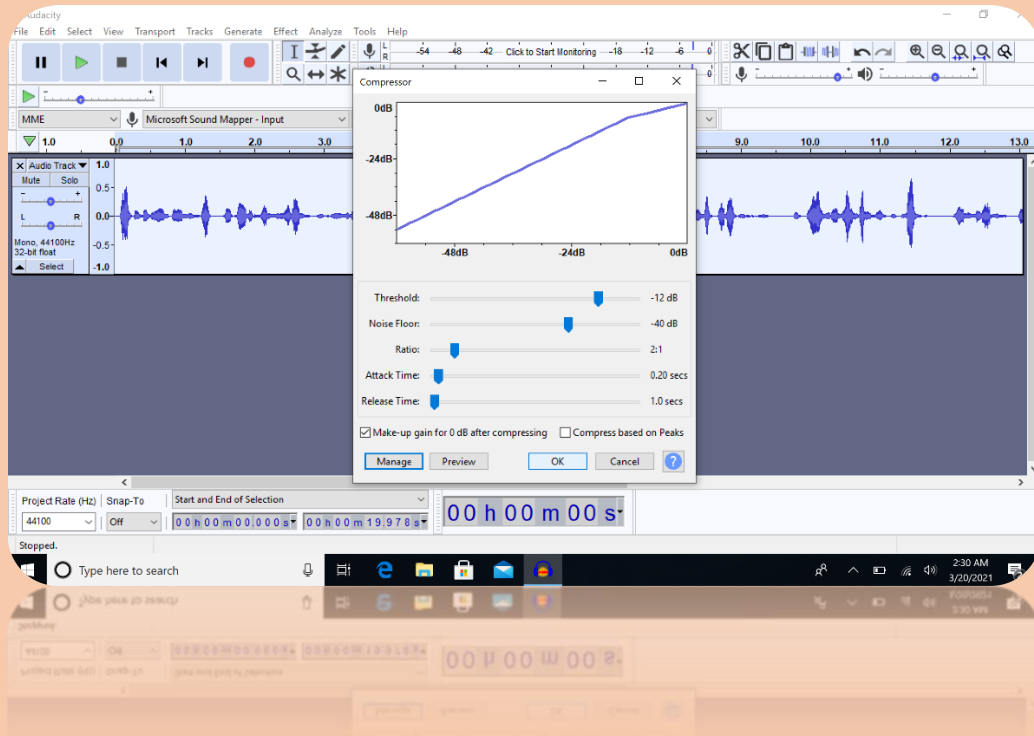 Audacity
File Edit Select View Transport Tracks Generate Effect Analyze Tools Help
L
R
-54 -48 -42 Click to Start Monitoring -18 -12 -6 0
0
MME Microsoft Sound Mapper - Input
1.0 0.0 1.0 2.0 3.0 9.0 10.0 11.0 12.0 13.0
Audio Track
Mute Solo
- +
L R
Mono, 44100Hz
32-bit float
Select
1.0
0.5
0.0
-0.5
-1.0
Compressor
0dB
-24dB
-48dB
-48dB -24dB 0dB
Threshold: -12 dB
Noise Floor: -40 dB
Ratio: 2:1
Attack Time: 0.20 secs
Release Time: 1.0 secs
Make-up gain for 0 dB after compressing Compress based on Peaks
Manage Preview OK Cancel ?
Project Rate (Hz) Snap-To Start and End of Selection
44100 Off 00 h 00 m 00.000 s 00 h 00 m 19.978 s
00 h 00 m 00 s
Stopped.
Type here to search
2:30 AM
3/20/2021